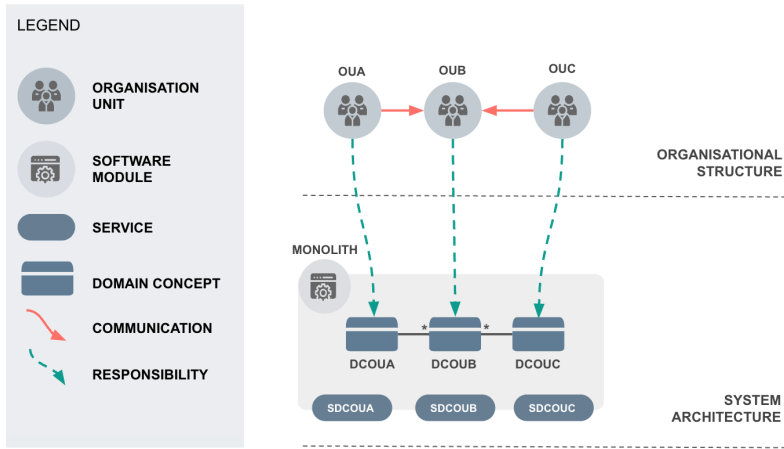 LEGEND
ORGANISATION
UNIT
SOFTWARE
MODULE
SERVICE
DOMAIN CONCEPT
COMMUNICATION
RESPONSIBILITY
OUA OUB OUC
ORGANISATIONAL
STRUCTURE
MONOLITH
* *
DCOUA DCOUB DCOUC
SDCOUA SDCOUB SDCOUC
SYSTEM
ARCHITECTURE